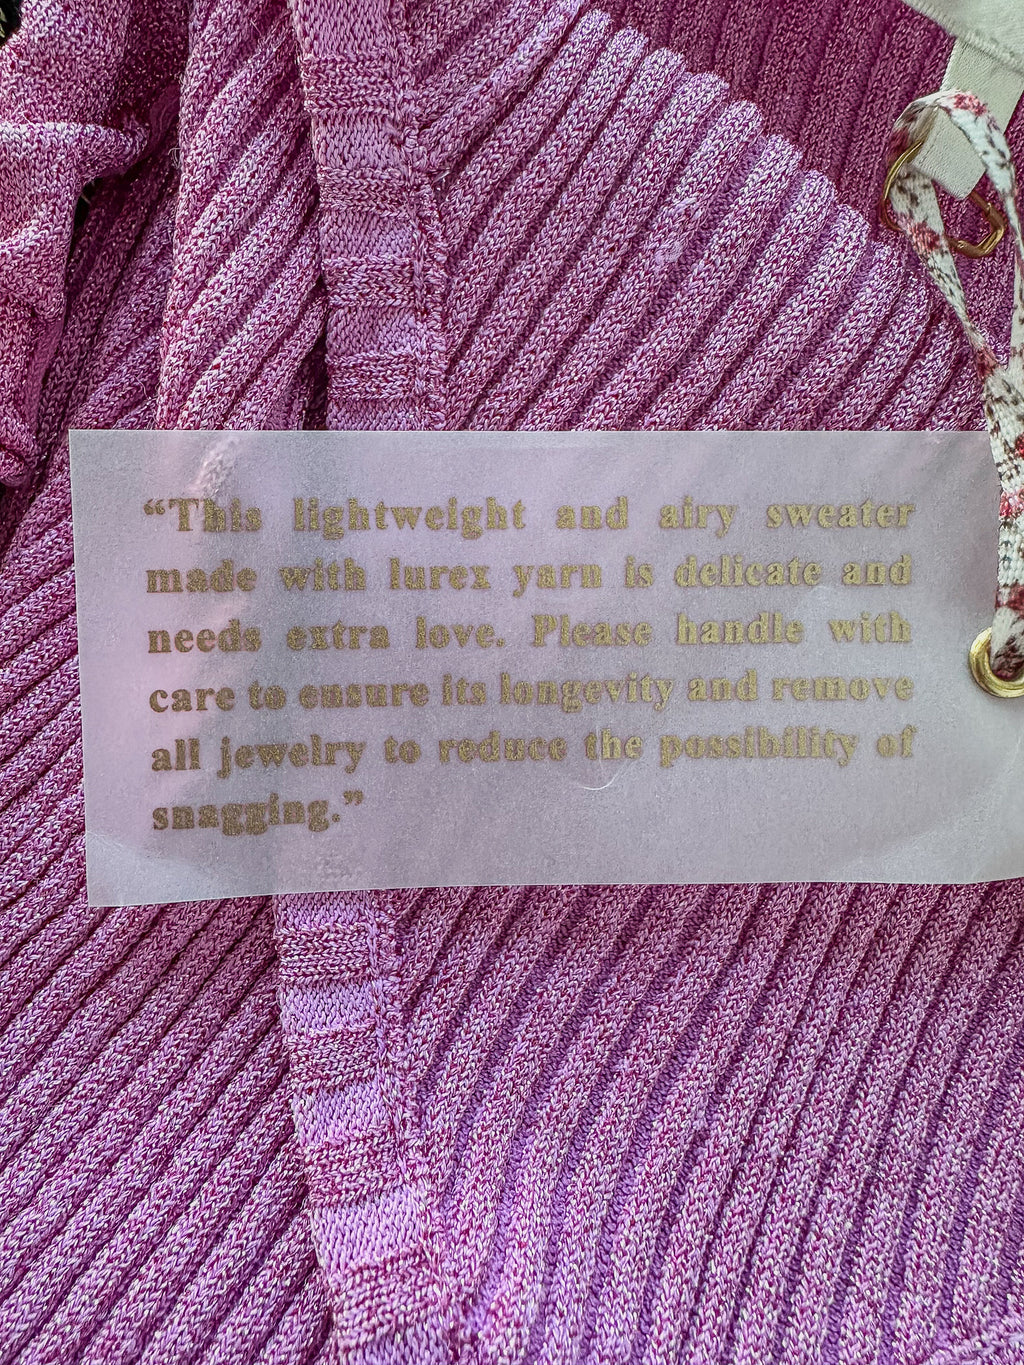 “This lightweight and airy sweater
made with lurex yarn is delicate and
needs extra love. Please handle with
care to ensure its longevity and remove
all jewelry to reduce the possibility of
snagging.”